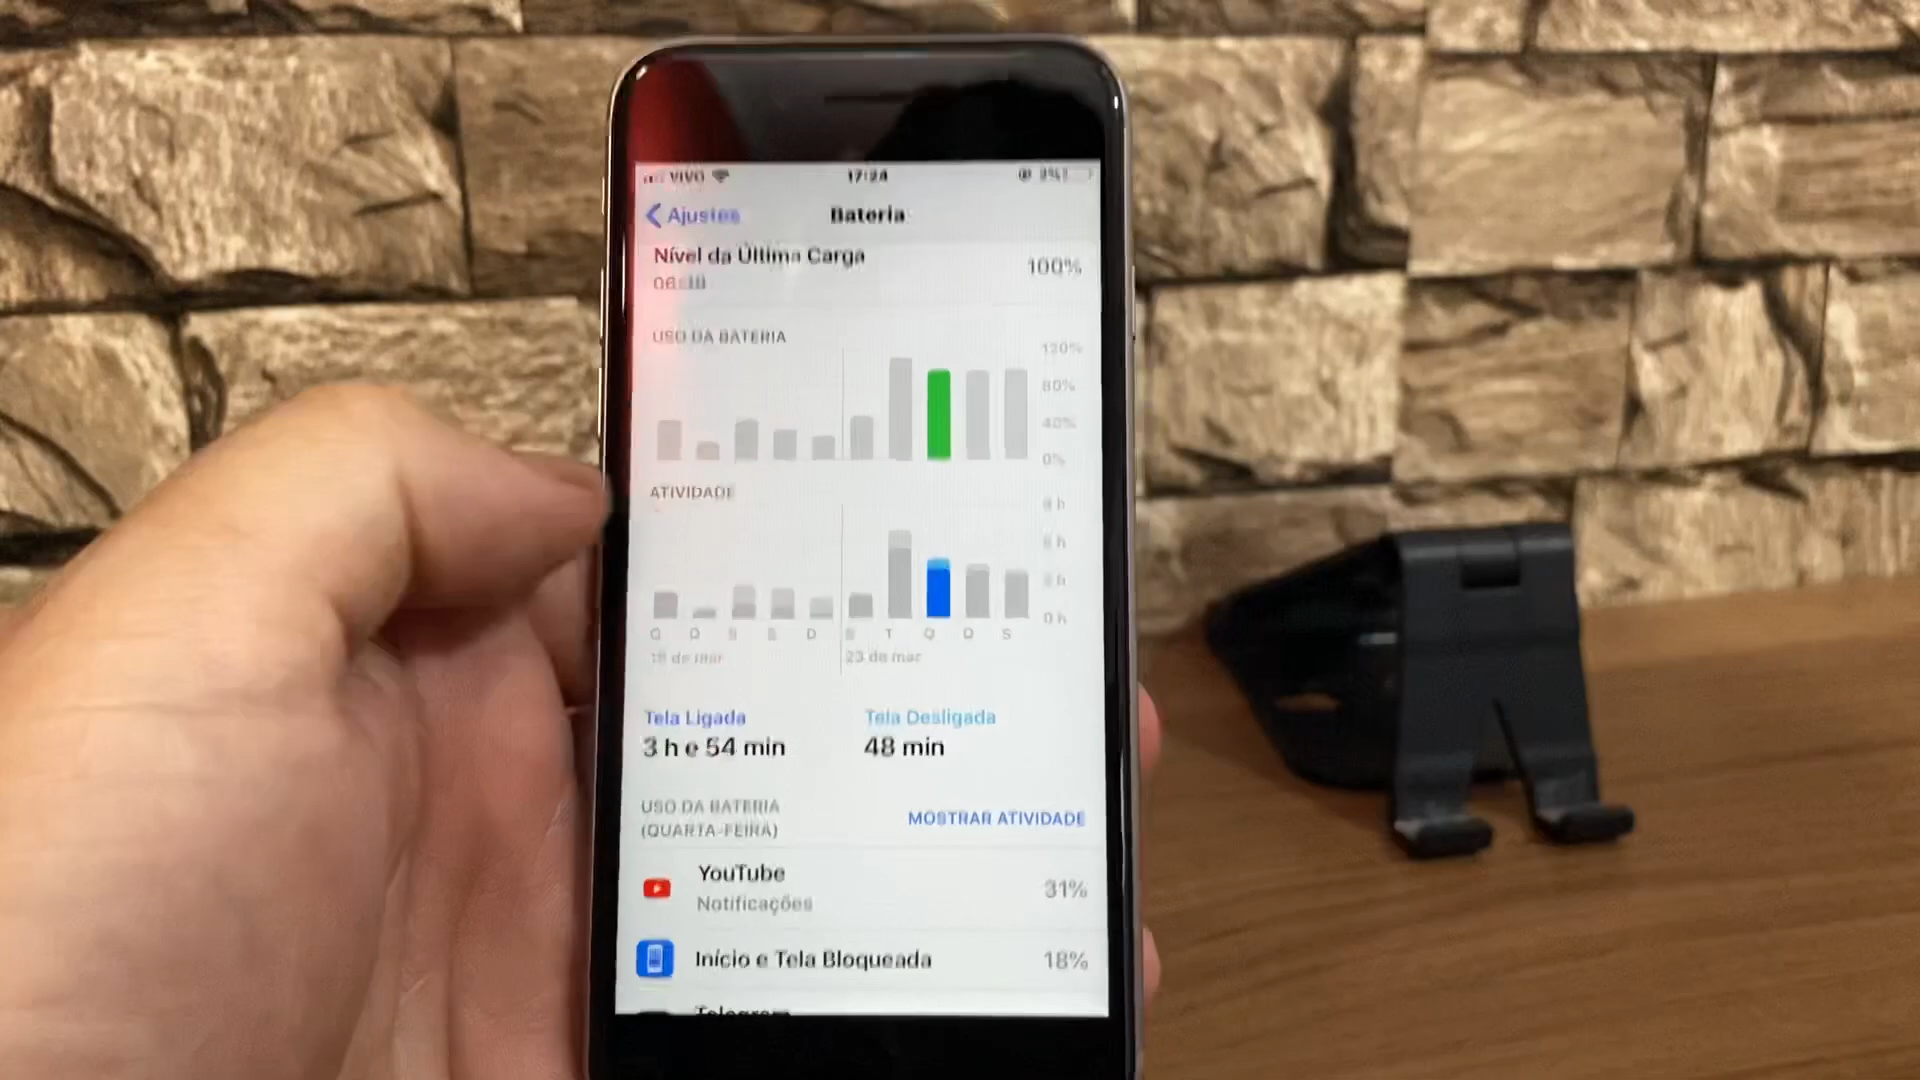 VIVO 17:24
Ajustes Bateria
Nível da Última Carga 100%
USO DA BATERIA
120%
80%
40%
0%
ATIVIDADE
0 h
T Q
23 de mar
Tela Ligada Tela Desligada
3 h e 54 min 48 min
USO DA BATERIA
(QUARTA-FEIRA) MOSTRAR ATIVIDADE
YouTube 31%
Notificações
Início e Tela Bloqueada 18%
Telegram